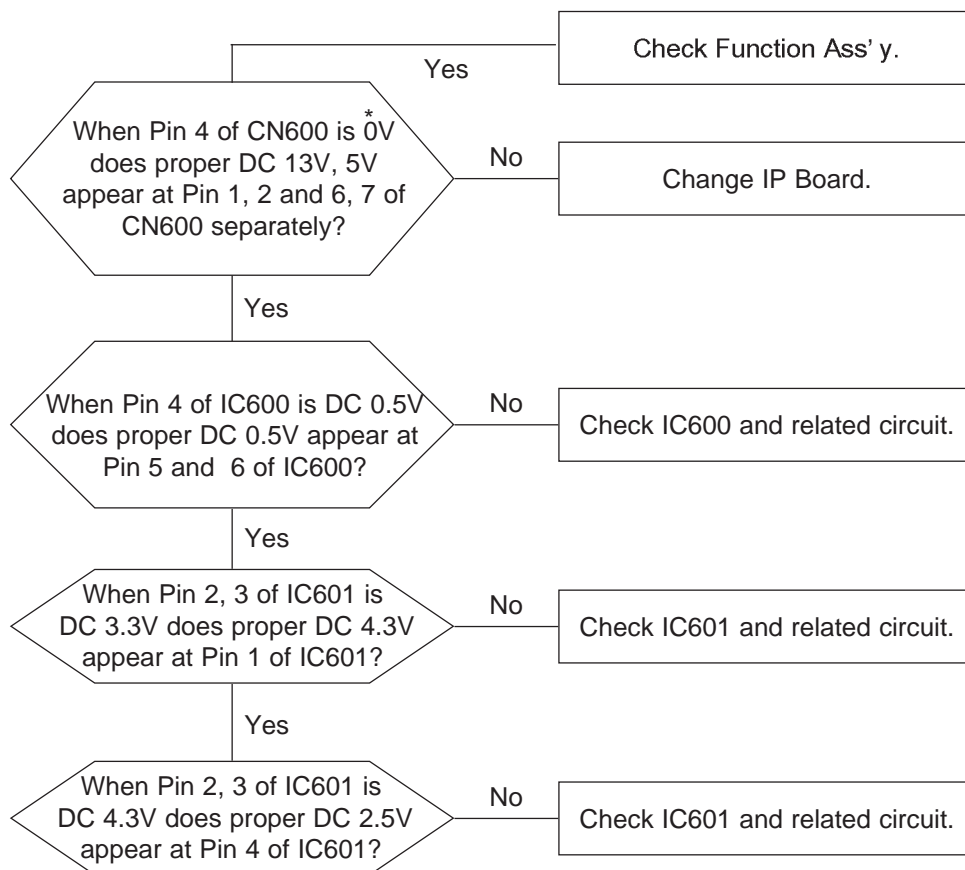 Check Function Ass' y.
Yes
*
When Pin 4 of CN600 is 0V
does proper DC 13V, 5V
appear at Pin 1, 2 and 6, 7 of
CN600 separately?
No
Change IP Board.
Yes
When Pin 4 of IC600 is DC 0.5V
does proper DC 0.5V appear at
Pin 5 and 6 of IC600?
No
Check IC600 and related circuit.
Yes
When Pin 2, 3 of IC601 is
DC 3.3V does proper DC 4.3V
appear at Pin 1 of IC601?
No
Check IC601 and related circuit.
Yes
When Pin 2, 3 of IC601 is
DC 4.3V does proper DC 2.5V
appear at Pin 4 of IC601?
No
Check IC601 and related circuit.